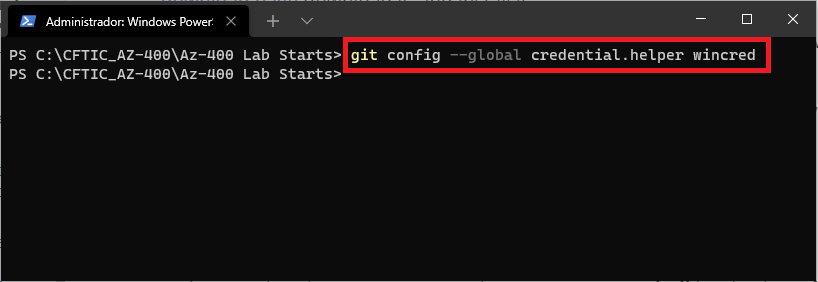 Administrador: Windows PowerS
PS C:\CFTIC_AZ-400\Az-400 Lab Starts> git config --global credential.helper wincred
PS C:\CFTIC_AZ-400\Az-400 Lab Starts>